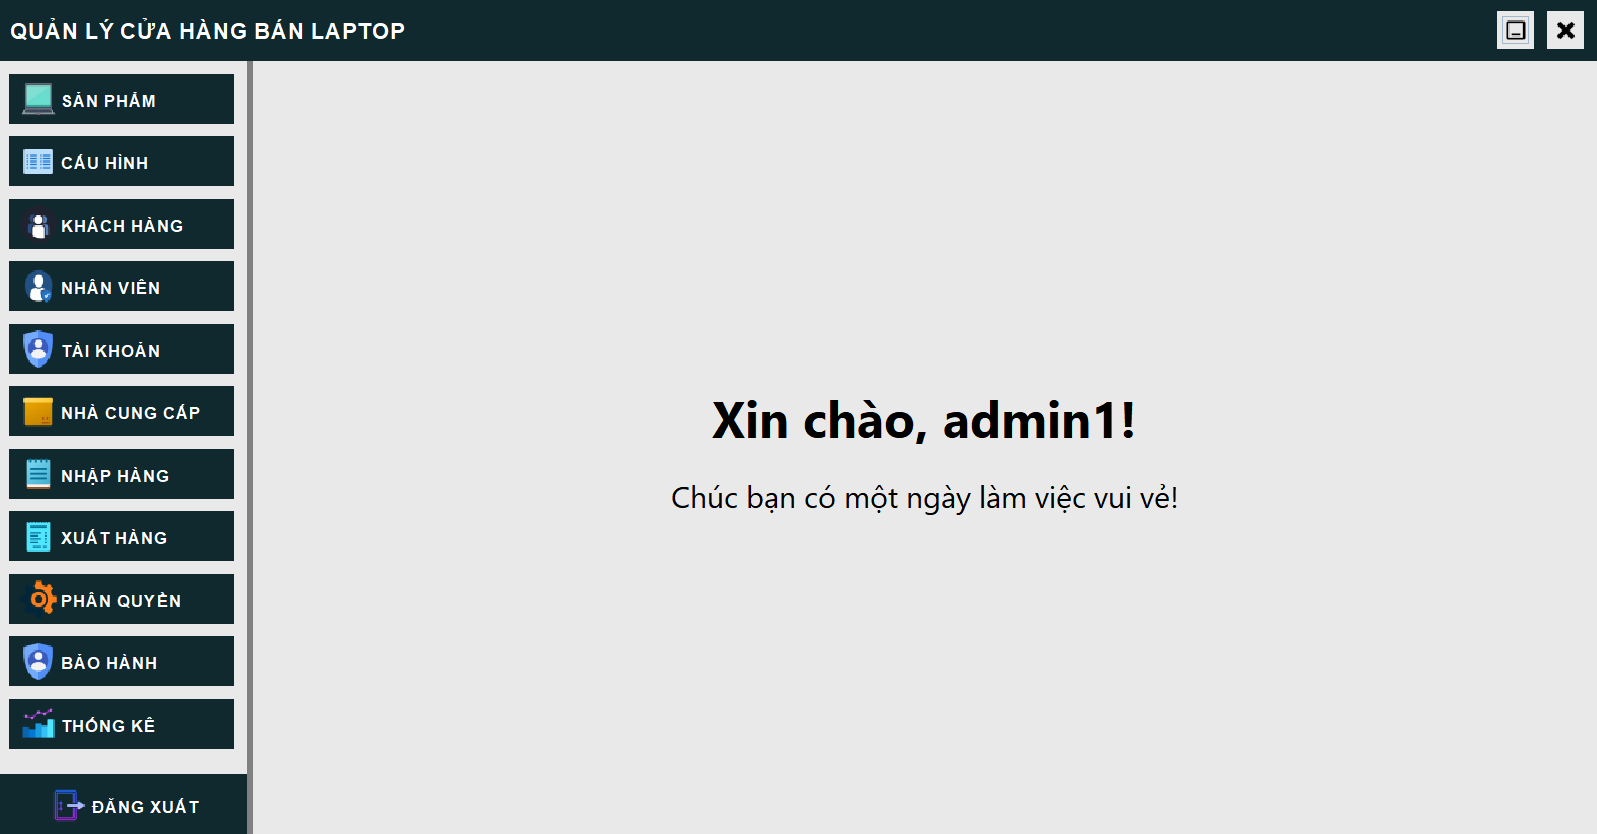 QUẢN LÝ CỬA HÀNG BÁN LAPTOP
SẢN PHẨM
CẤU HÌNH
KHÁCH HÀNG
NHÂN VIÊN
TÀI KHOẢN
NHÀ CUNG CẤP
NHẬP HÀNG
XUẤT HÀNG
PHÂN QUYỀN
BẢO HÀNH
THỐNG KÊ
ĐĂNG XUẤT
Xin chào, admin1!
Chúc bạn có một ngày làm việc vui vẻ!